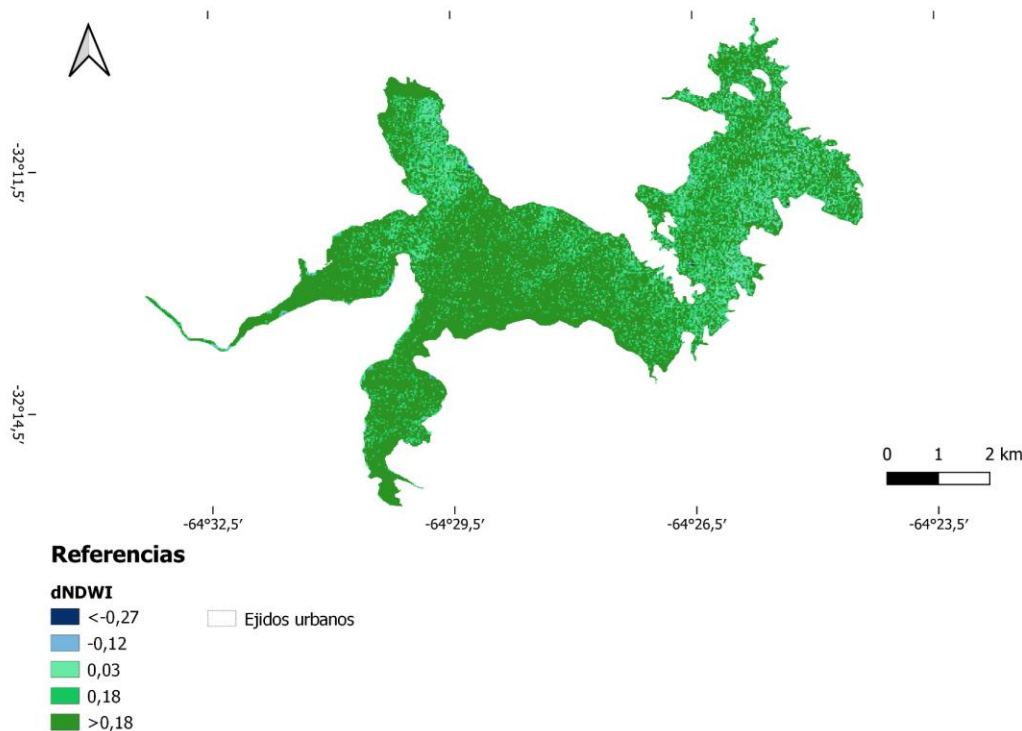 -32°11,5′
-32°14,5′
0 1 2 km
-64°32,5′ -64°29,5′ -64°26,5′ -64°23,5′
Referencias
dNDWI
<-0,27
-0,12
0,03
0,18
>0,18
Ejidos urbanos